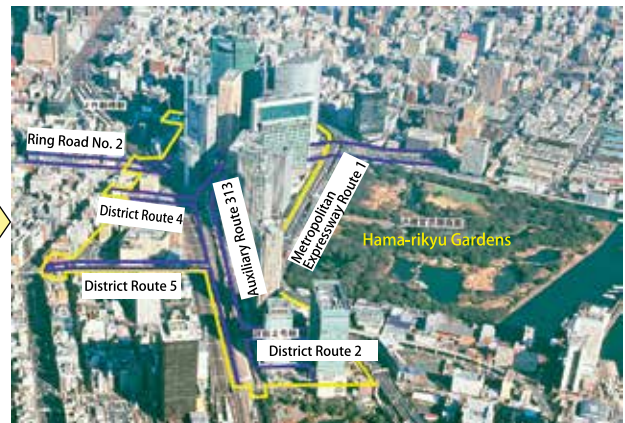 Ring Road No. 2
District Route 4
District Route 5
Auxiliary Route 313
Metropolitan
Expressway Route 1
Hama-rikyu Gardens
District Route 2